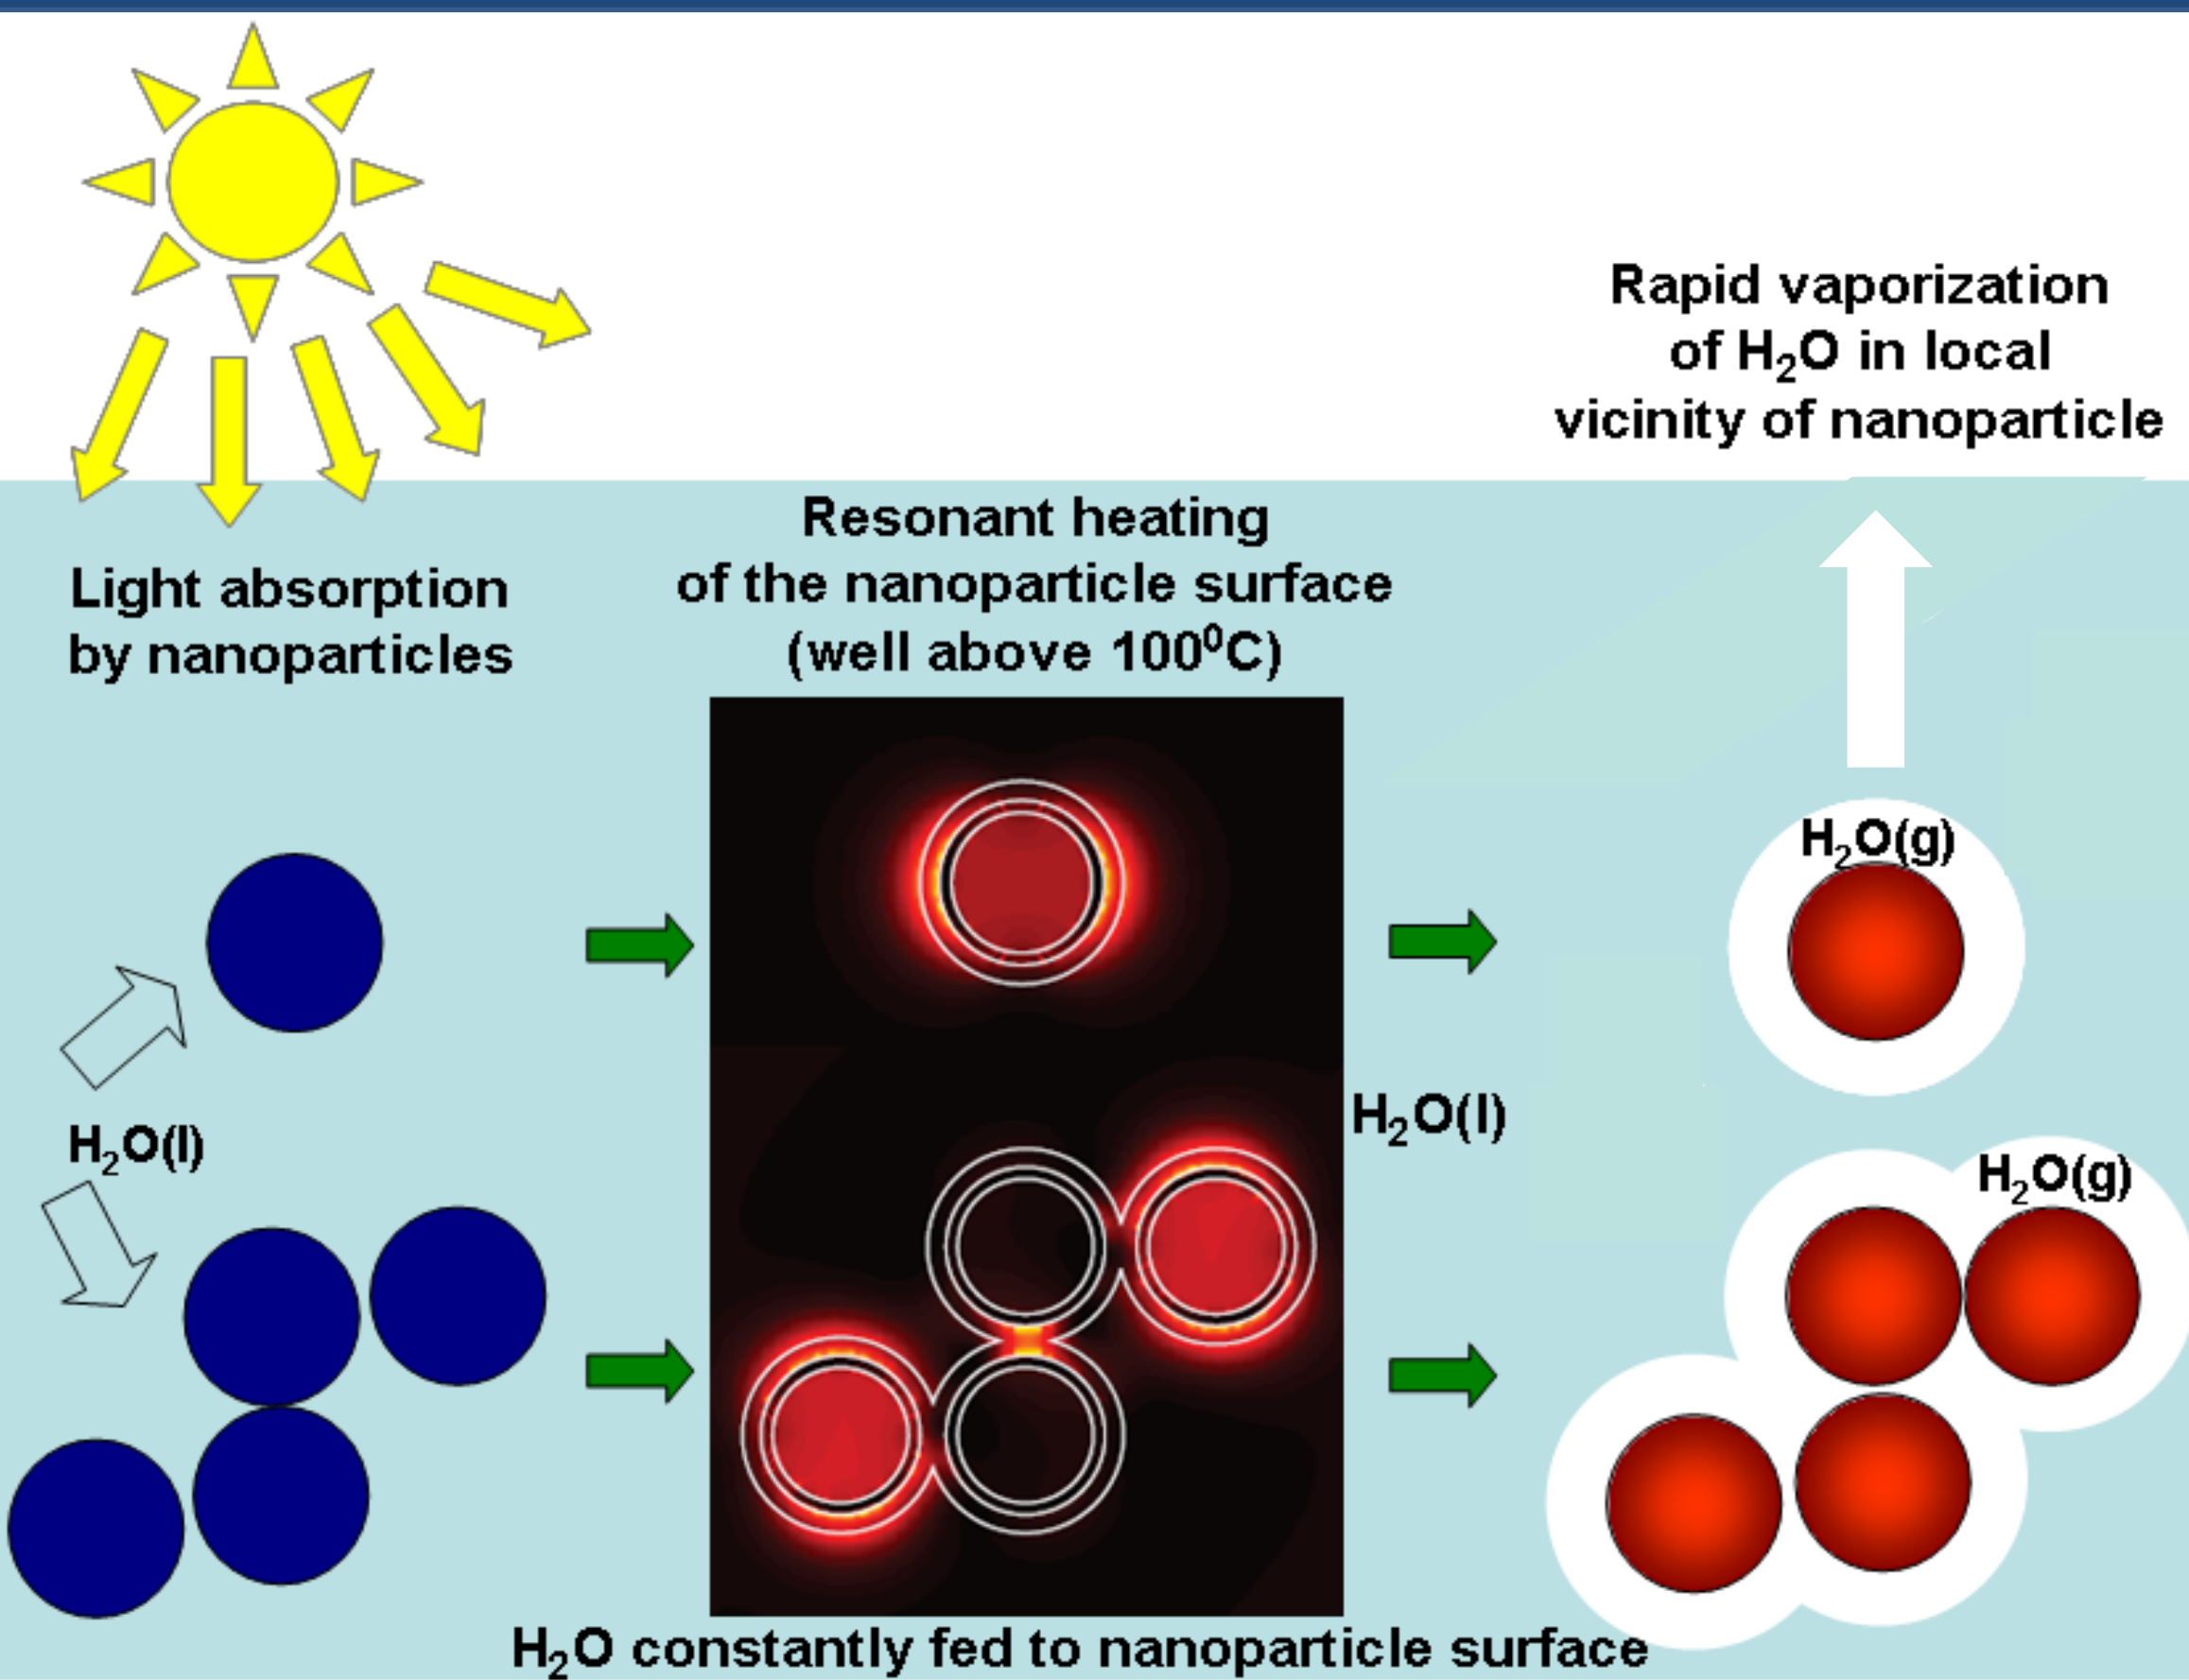 Rapid vaporization
of H₂O in local
vicinity of nanoparticle
Resonant heating
of the nanoparticle surface
(well above 100⁰C)
Light absorption
by nanoparticles
H₂O(g)
H₂O(l)
H₂O(l)
H₂O(g)
H₂O constantly fed to nanoparticle surface